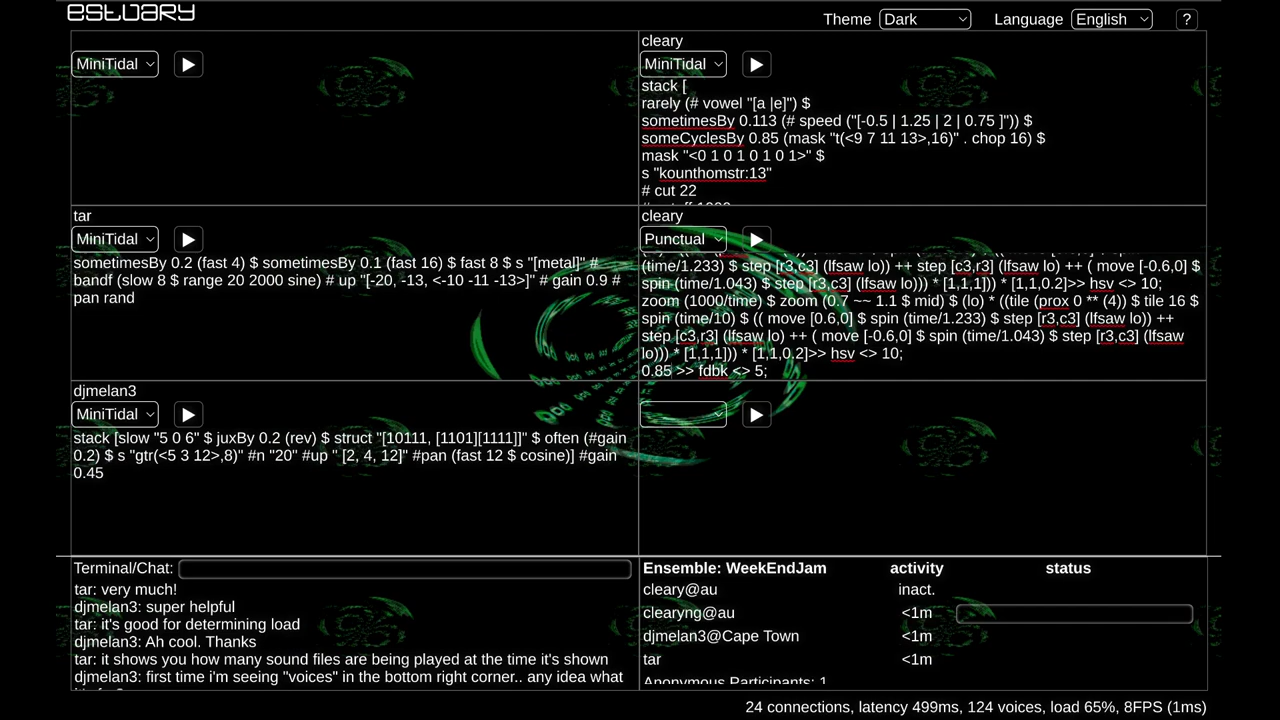 estuary
Theme Dark Language English ?
MiniTidal
cleary
MiniTidal
stack [
rarely (# vowel "[a |e]") $
sometimesBy 0.113 (# speed ("[-0.5 | 1.25 | 2 | 0.75 ]")) $
someCyclesBy 0.85 (mask "t(<9 7 11 13>,16)" . chop 16) $
mask "<0 1 0 1 0 1 0 1>" $
s "kounthomstr:13"
# cut 22
tar
MiniTidal
sometimesBy 0.2 (fast 4) $ sometimesBy 0.1 (fast 16) $ fast 8 $ s "[metal]" #
bandf (slow 8 $ range 20 2000 sine) # up "[-20, -13, <-10 -11 -13>]" # gain 0.9 #
pan rand
cleary
Punctual
(time/1.233) $ step [r3,c3] (lfsaw lo)) ++ step [c3,r3] (lfsaw lo) ++ ( move [-0.6,0] $
spin (time/1.043) $ step [r3,c3] (lfsaw lo))) * [1,1,1])) * [1,1,0.2]>> hsv <> 10;
zoom (1000/time) $ zoom (0.7 ~~ 1.1 $ mid) $ (lo) * ((tile (prox 0 ** (4)) $ tile 16 $
spin (time/10) $ (( move [0.6,0] $ spin (time/1.233) $ step [r3,c3] (lfsaw lo)) ++
step [c3,r3] (lfsaw lo) ++ ( move [-0.6,0] $ spin (time/1.043) $ step [r3,c3] (lfsaw
lo))) * [1,1,1])) * [1,1,0.2]>> hsv <> 10;
0.85 >> fdbk <> 5;
djmelan3
MiniTidal
stack [slow "5 0 6" $ juxBy 0.2 (rev) $ struct "[10111, [1101][1111]]" $ often (#gain
0.2) $ s "gtr(<5 3 12>,8)" #n "20" #up " [2, 4, 12]" #pan (fast 12 $ cosine)] #gain
0.45
Terminal/Chat:
tar: very much!
djmelan3: super helpful
tar: it's good for determining load
djmelan3: Ah cool. Thanks
tar: it shows you how many sound files are being played at the time it's shown
djmelan3: first time i'm seeing "voices" in the bottom right corner.. any idea what
Ensemble: WeekEndJam activity status
cleary@au inact.
clearyng@au <1m
djmelan3@Cape Town <1m
tar <1m
Anonymous Participants: 1
24 connections, latency 499ms, 124 voices, load 65%, 8FPS (1ms)